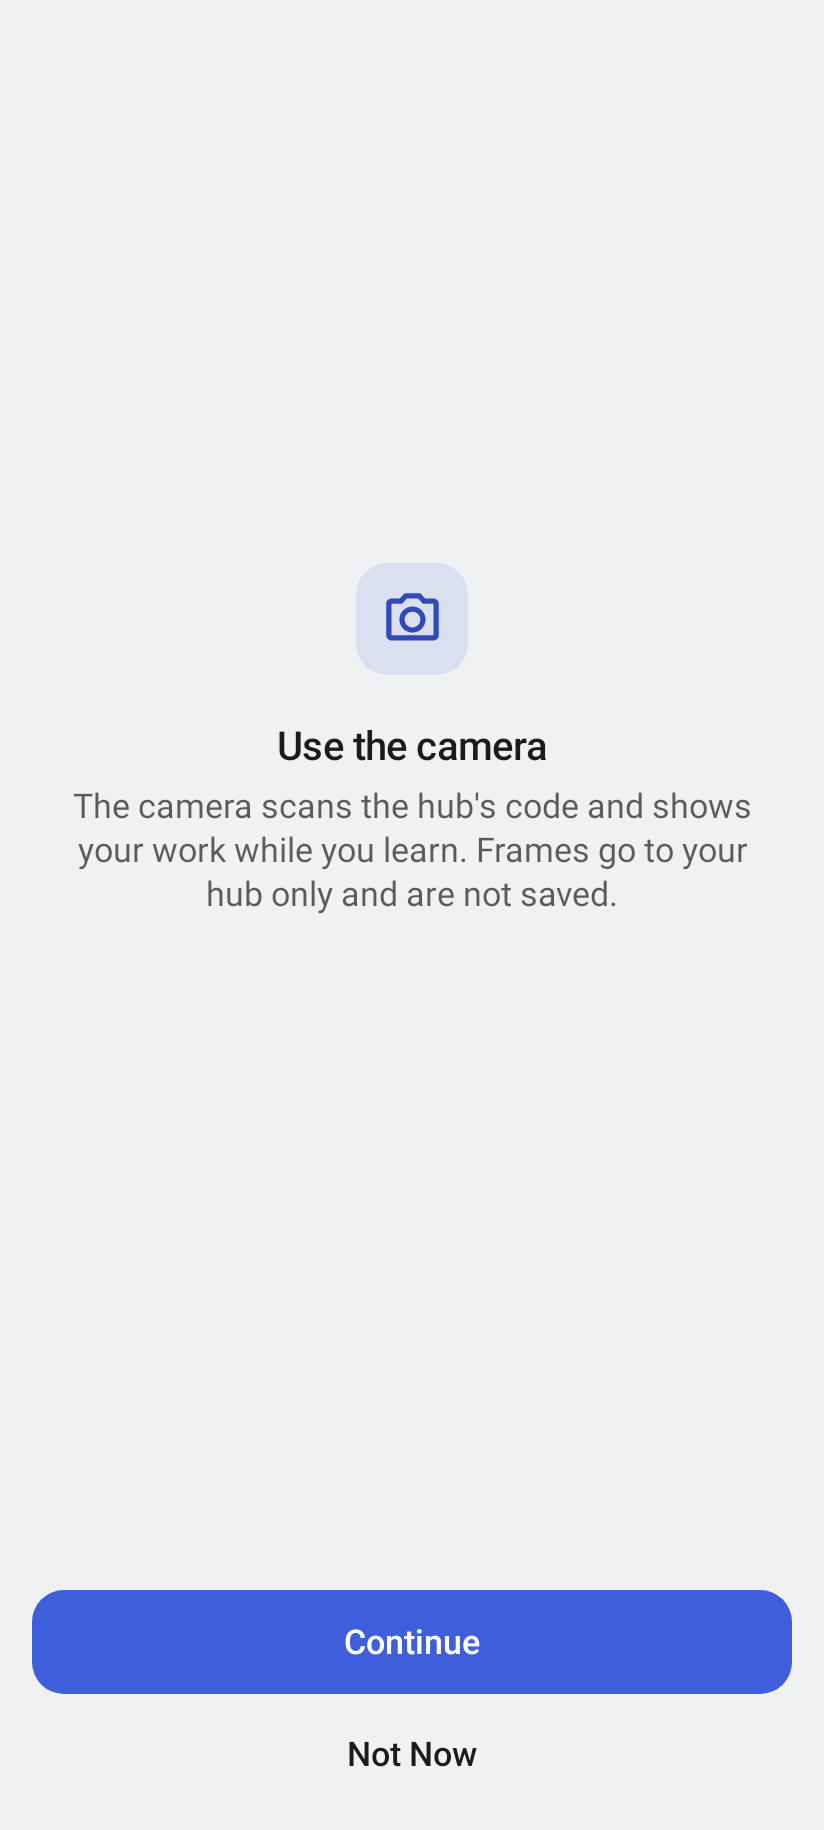 Use the camera
The camera scans the hub's code and shows
your work while you learn. Frames go to your
hub only and are not saved.
Continue
Not Now